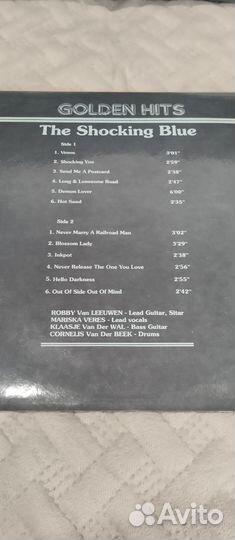 GOLDEN HITS
The Shocking Blue
Side 1
1. Venus 3'01"
2. Shocking You 2'59"
3. Send Me A Postcard 2'38"
4. Long & Lonesome Road 2'47"
5. Demon Lover 6'00"
6. Hot Sand 2'35"
Side 2
1. Never Marry A Railroad Man 3'02"
2. Blossom Lady 3'29"
3. Inkpot 2'38"
4. Never Release The One You Love 2'56"
5. Hello Darkness 2'55"
6. Out Of Side Out Of Mind 2'42"
ROBBY Van LEEUWEN - Lead Guitar, Sitar
MARISKA VERES - Lead vocals
KLAASJE Van Der WAL - Bass Guitar
CORNELIS Van Der BEEK - Drums
Avito